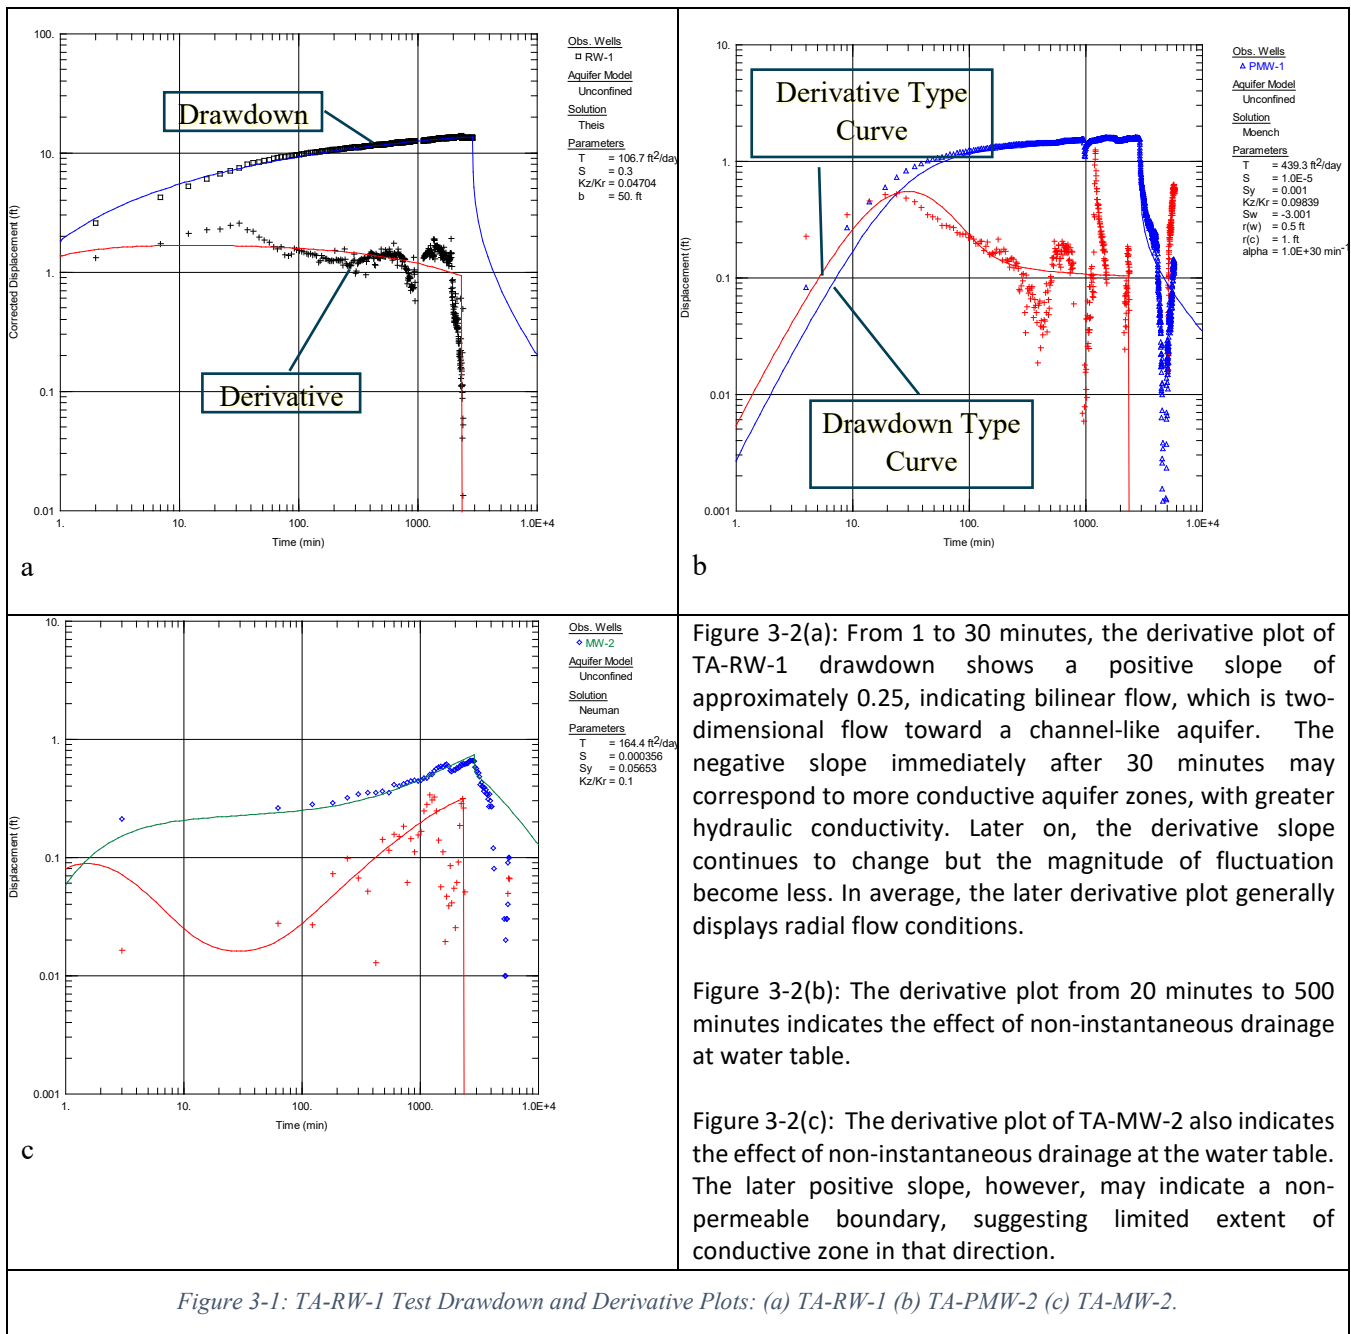 100.
10.
1.
0.1
0.01
1.
10.
100.
1000.
1.0E+4
Corrected Displacement (ft)
Time (min)
Drawdown
Derivative
Obs. Wells
RW-1
Aquifer Model
Unconfined
Solution
Theis
Parameters
T = 106.7 ft2/day
S = 0.3
Kz/Kr = 0.04704
b = 50. ft
a
10.
1.
0.1
0.01
0.001
1.
10.
100.
1000.
1.0E+4
Displacement (ft)
Time (min)
Derivative Type
Curve
Drawdown Type
Curve
Obs. Wells
PMW-1
Aquifer Model
Unconfined
Solution
Moench
Parameters
T = 439.3 ft2/day
S = 1.0E-5
Sy = 0.001
Kz/Kr = 0.09839
Sw = -3.001
r(w) = 0.5 ft
r(c) = 1. ft
alpha = 1.0E+30 min-1
b
10.
1.
0.1
0.01
0.001
1.
10.
100.
1000.
1.0E+4
Displacement (ft)
Time (min)
Obs. Wells
MW-2
Aquifer Model
Unconfined
Solution
Neuman
Parameters
T = 164.4 ft2/day
S = 0.000356
Sy = 0.05653
Kz/Kr = 0.1
c
Figure 3-2(a): From 1 to 30 minutes, the derivative plot of
TA-RW-1 drawdown shows a positive slope of
approximately 0.25, indicating bilinear flow, which is two-
dimensional flow toward a channel-like aquifer. The
negative slope immediately after 30 minutes may
correspond to more conductive aquifer zones, with greater
hydraulic conductivity. Later on, the derivative slope
continues to change but the magnitude of fluctuation
become less. In average, the later derivative plot generally
displays radial flow conditions.
Figure 3-2(b): The derivative plot from 20 minutes to 500
minutes indicates the effect of non-instantaneous drainage
at water table.
Figure 3-2(c): The derivative plot of TA-MW-2 also indicates
the effect of non-instantaneous drainage at the water table.
The later positive slope, however, may indicate a non-
permeable boundary, suggesting limited extent of
conductive zone in that direction.
Figure 3-1: TA-RW-1 Test Drawdown and Derivative Plots: (a) TA-RW-1 (b) TA-PMW-2 (c) TA-MW-2.